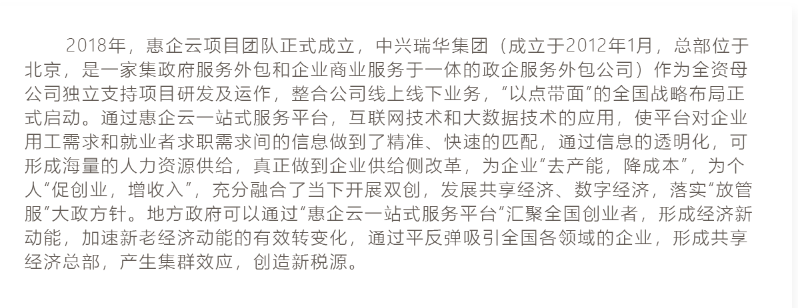 2018年，惠企云项目团队正式成立，中兴瑞华集团（成立于2012年1月，总部位于
北京，是一家集政府服务外包和企业商业服务于一体的政企服务外包公司）作为全资母
公司独立支持项目研发及运作，整合公司线上线下业务，“以点带面”的全国战略布局正
式启动。通过惠企云一站式服务平台，互联网技术和大数据技术的应用，使平台对企业
用工需求和就业者求职需求间的信息做到了精准、快速的匹配，通过信息的透明化，可
形成海量的人力资源供给，真正做到企业供给侧改革，为企业“去产能，降成本”，为个
人“促创业，增收入”，充分融合了当下开展双创，发展共享经济、数字经济，落实“放管
服”大政方针。地方政府可以通过“惠企云一站式服务平台”汇聚全国创业者，形成经济新
动能，加速新老经济动能的有效转变化，通过平反弹吸引全国各领域的企业，形成共享
经济总部，产生集群效应，创造新税源。